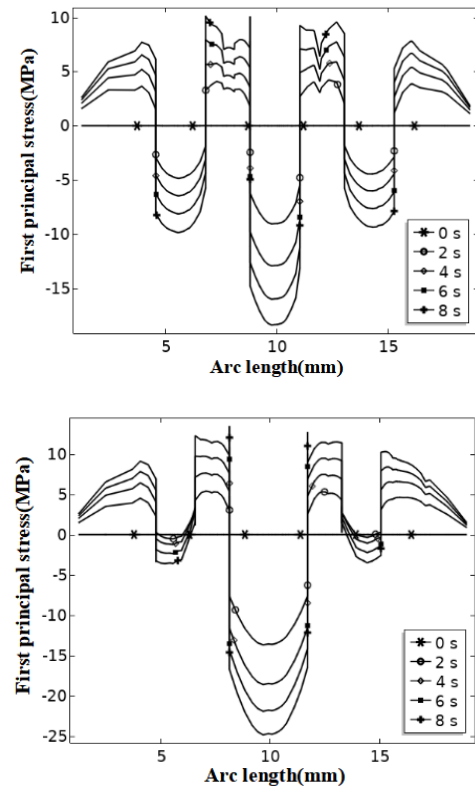 10
5
0
-5
-10
-15
First principal stress(MPa)
0 s
2 s
4 s
6 s
8 s
5
10
15
Arc length(mm)
10
5
0
-5
-10
-15
-20
-25
First principal stress(MPa)
0 s
2 s
4 s
6 s
8 s
5
10
15
Arc length(mm)